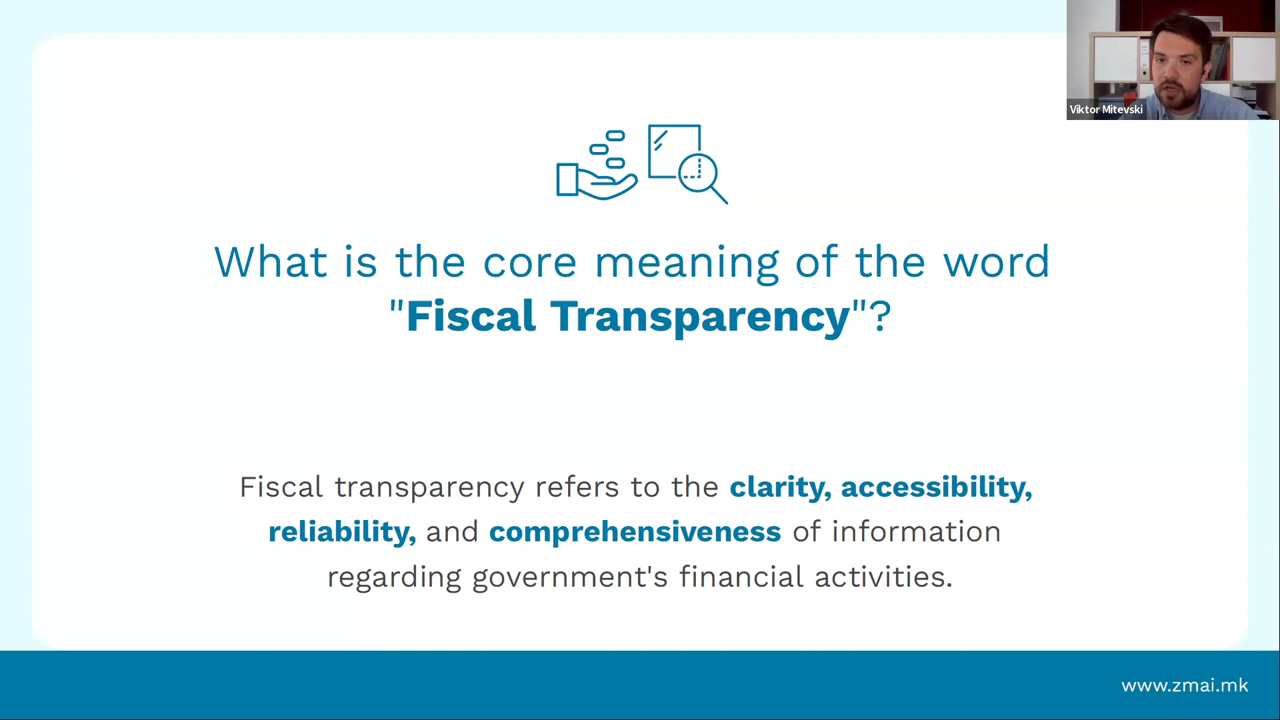 Viktor Mitevski
What is the core meaning of the word
"Fiscal Transparency"?
Fiscal transparency refers to the clarity, accessibility,
reliability, and comprehensiveness of information
regarding government's financial activities.
www.zmai.mk